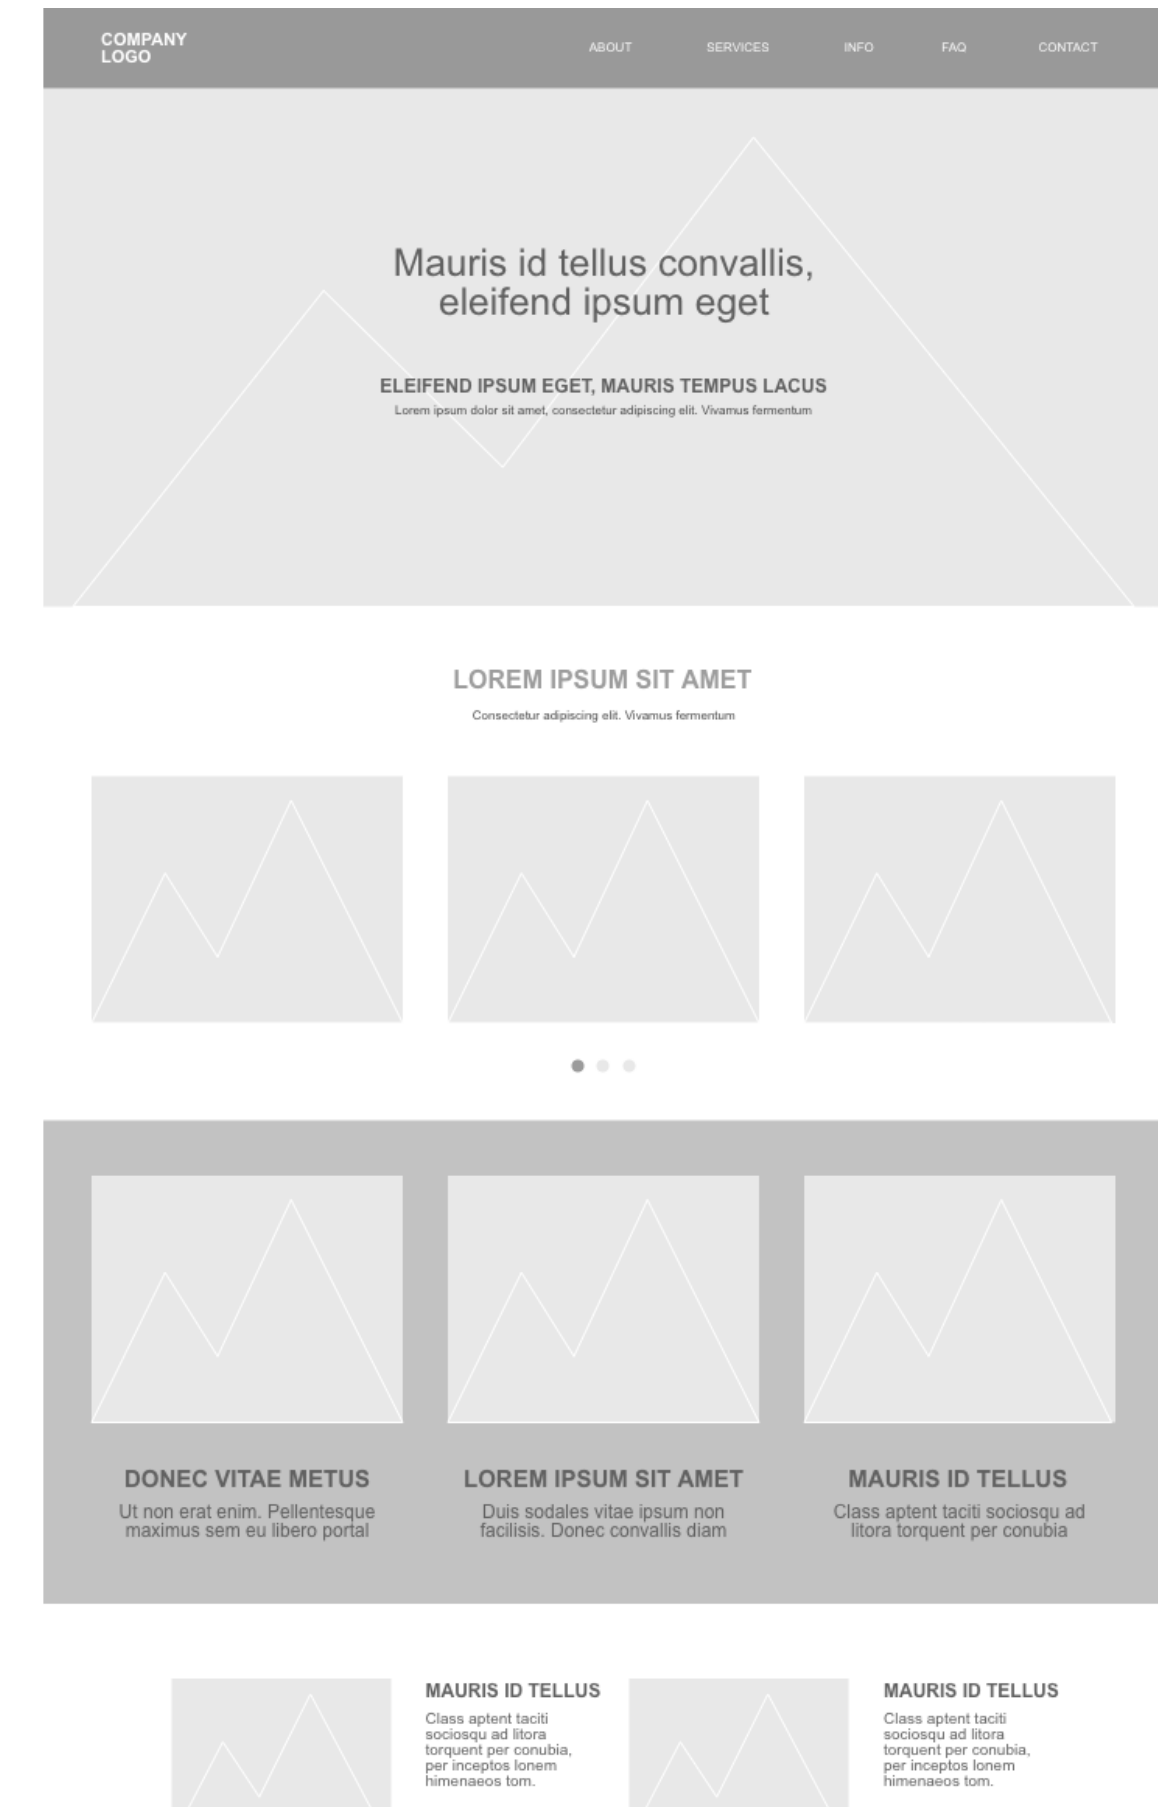 COMPANY
LOGO
ABOUT SERVICES INFO FAQ CONTACT
Mauris id tellus convallis,
eleifend ipsum eget
ELEIFEND IPSUM EGET, MAURIS TEMPUS LACUS
Lorem ipsum dolor sit amet, consectetur adipiscing elit. Vivamus fermentum
LOREM IPSUM SIT AMET
Consectetur adipiscing elit. Vivamus fermentum
DONEC VITAE METUS
Ut non erat enim. Pellentesque
maximus sem eu libero portal
LOREM IPSUM SIT AMET
Duis sodales vitae ipsum non
facilisis. Donec convallis diam
MAURIS ID TELLUS
Class aptent taciti sociosqu ad
litora torquent per conubia
MAURIS ID TELLUS
Class aptent taciti
sociosqu ad litora
torquent per conubia,
per inceptos lonem
himenaeos tom.
MAURIS ID TELLUS
Class aptent taciti
sociosqu ad litora
torquent per conubia,
per inceptos lonem
himenaeos tom.